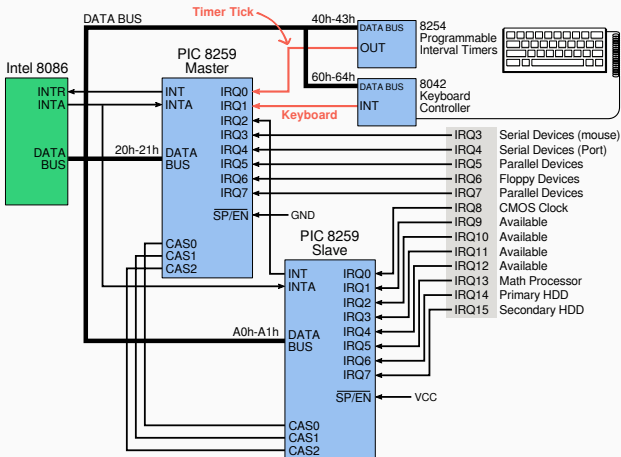 Timer Tick
DATA BUS
40h-43h
DATA BUS
OUT
8254
Programmable
Interval Timers
PIC 8259
Master
Intel 8086
60h-64h
DATA BUS
INT
8042
Keyboard
Controller
Keyboard
INTR
INTA
DATA
BUS
INT
INTA
20h-21h
DATA
BUS
IRQ0
IRQ1
IRQ2
IRQ3
IRQ4
IRQ5
IRQ6
IRQ7
SP/EN
GND
CAS0
CAS1
CAS2
IRQ3 Serial Devices (mouse)
IRQ4 Serial Devices (Port)
IRQ5 Parallel Devices
IRQ6 Floppy Devices
IRQ7 Parallel Devices
IRQ8 CMOS Clock
IRQ9 Available
IRQ10 Available
IRQ11 Available
IRQ12 Available
IRQ13 Math Processor
IRQ14 Primary HDD
IRQ15 Secondary HDD
PIC 8259
Slave
INT
INTA
A0h-A1h
DATA
BUS
IRQ0
IRQ1
IRQ2
IRQ3
IRQ4
IRQ5
IRQ6
IRQ7
SP/EN
VCC
CAS0
CAS1
CAS2